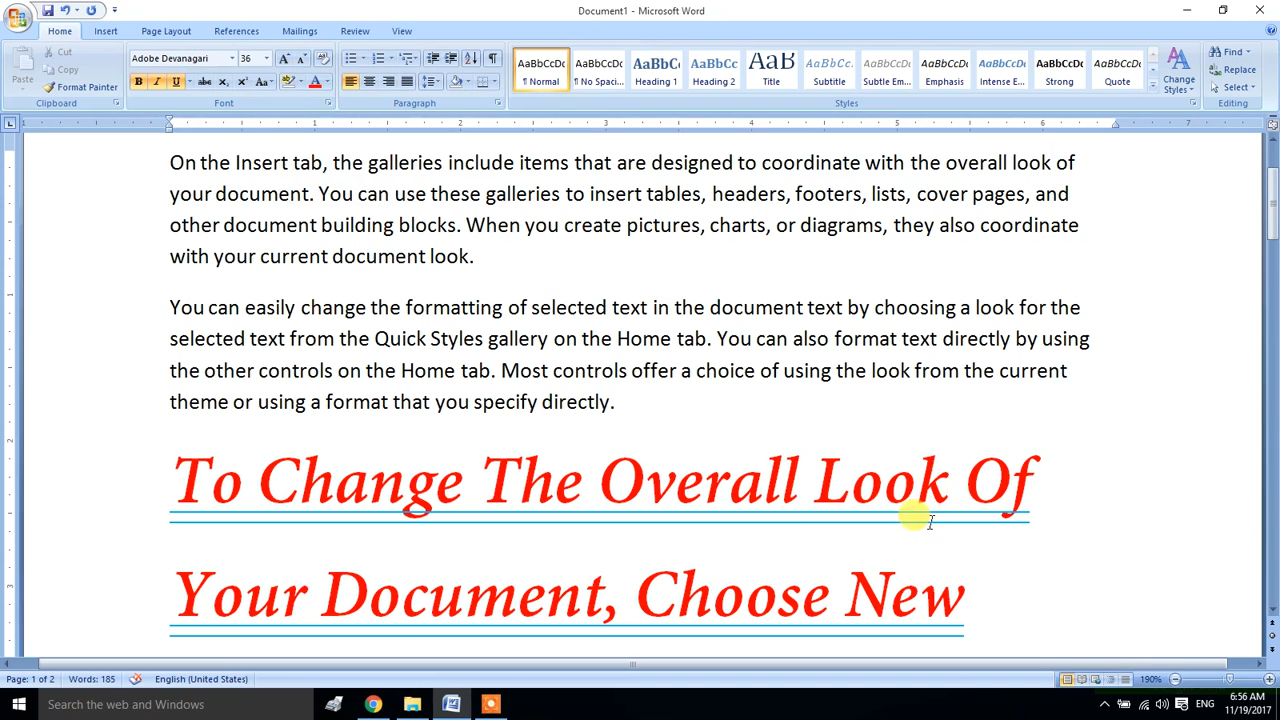 Document1 - Microsoft Word
Home Insert Page Layout References Mailings Review View
Paste
Cut
Copy
Format Painter
Clipboard
Adobe Devanagari 36
Font
Paragraph
AaBbCcDc AaBbCcDc AaBbC AaBbCc AaB AaBbCc. AaBbCcDc AaBbCcDc AaBbCcDc AaBbCcDc AaBbCcDc
¶ Normal ¶ No Spaci... Heading 1 Heading 2 Title Subtitle Subtle Em... Emphasis Intense E... Strong Quote
Styles
Change
Styles
Find
Replace
Select
Editing
1 1 2 3 4 5 6 7
On the Insert tab, the galleries include items that are designed to coordinate with the overall look of
your document. You can use these galleries to insert tables, headers, footers, lists, cover pages, and
other document building blocks. When you create pictures, charts, or diagrams, they also coordinate
with your current document look.
You can easily change the formatting of selected text in the document text by choosing a look for the
selected text from the Quick Styles gallery on the Home tab. You can also format text directly by using
the other controls on the Home tab. Most controls offer a choice of using the look from the current
theme or using a format that you specify directly.
To Change The Overall Look Of
Your Document, Choose New
Page: 1 of 2 Words: 185 English (United States) 190%
Search the web and Windows
ENG
6:56 AM
11/19/2017